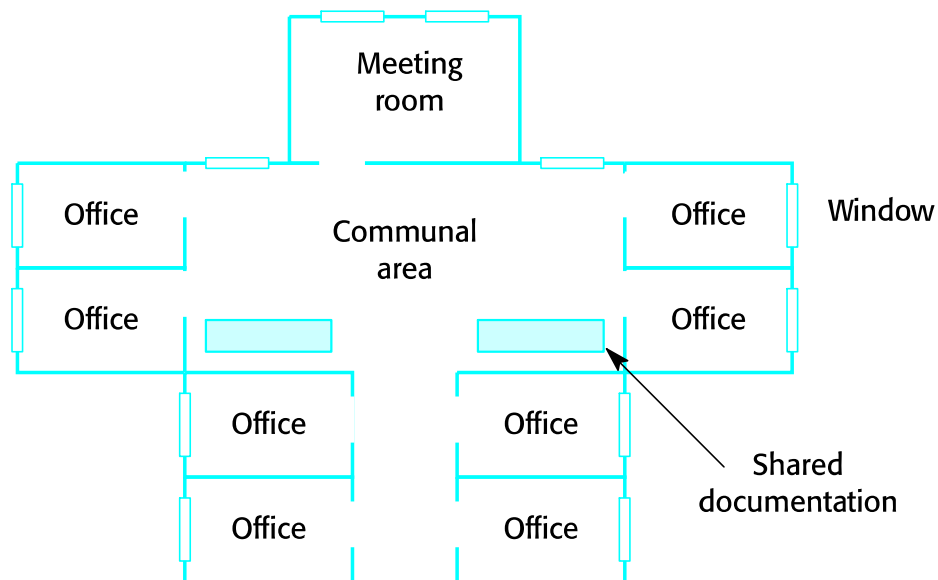 Meeting
room
Office
Office
Window
Communal
area
Office
Office
Office
Office
Shared
documentation
Office
Office